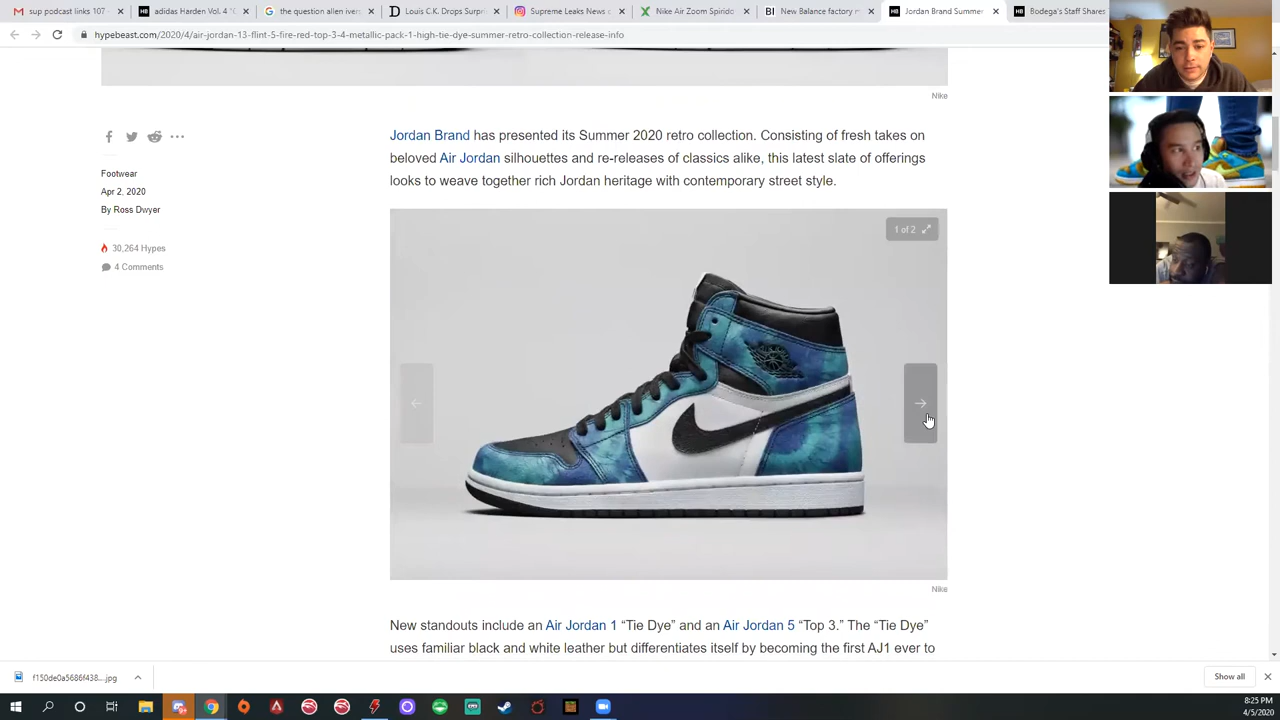 sup podcast links 107 -
adidas Harden Vol. 4 "C
the question allen ivers
Louis C.K. Drops Surpris
Supreme Leaks News o
Nike Air Zoom Spirido
New Balance factory m
Jordan Brand Summer
Bodega's Staff Shares
hypebeast.com/2020/4/air-jordan-13-flint-5-fire-red-top-3-4-metallic-pack-1-high-tie-dye-summer-retro-collection-release-info
Nike
Jordan Brand has presented its Summer 2020 retro collection. Consisting of fresh takes on
beloved Air Jordan silhouettes and re-releases of classics alike, this latest slate of offerings
looks to weave together rich Jordan heritage with contemporary street style.
Footwear
Apr 2, 2020
By Ross Dwyer
30,264 Hypes
4 Comments
1 of 2
Nike
New standouts include an Air Jordan 1 “Tie Dye” and an Air Jordan 5 “Top 3.” The “Tie Dye”
uses familiar black and white leather but differentiates itself by becoming the first AJ1 ever to
f150de0a5686f438....jpg
Show all
8:25 PM
4/5/2020